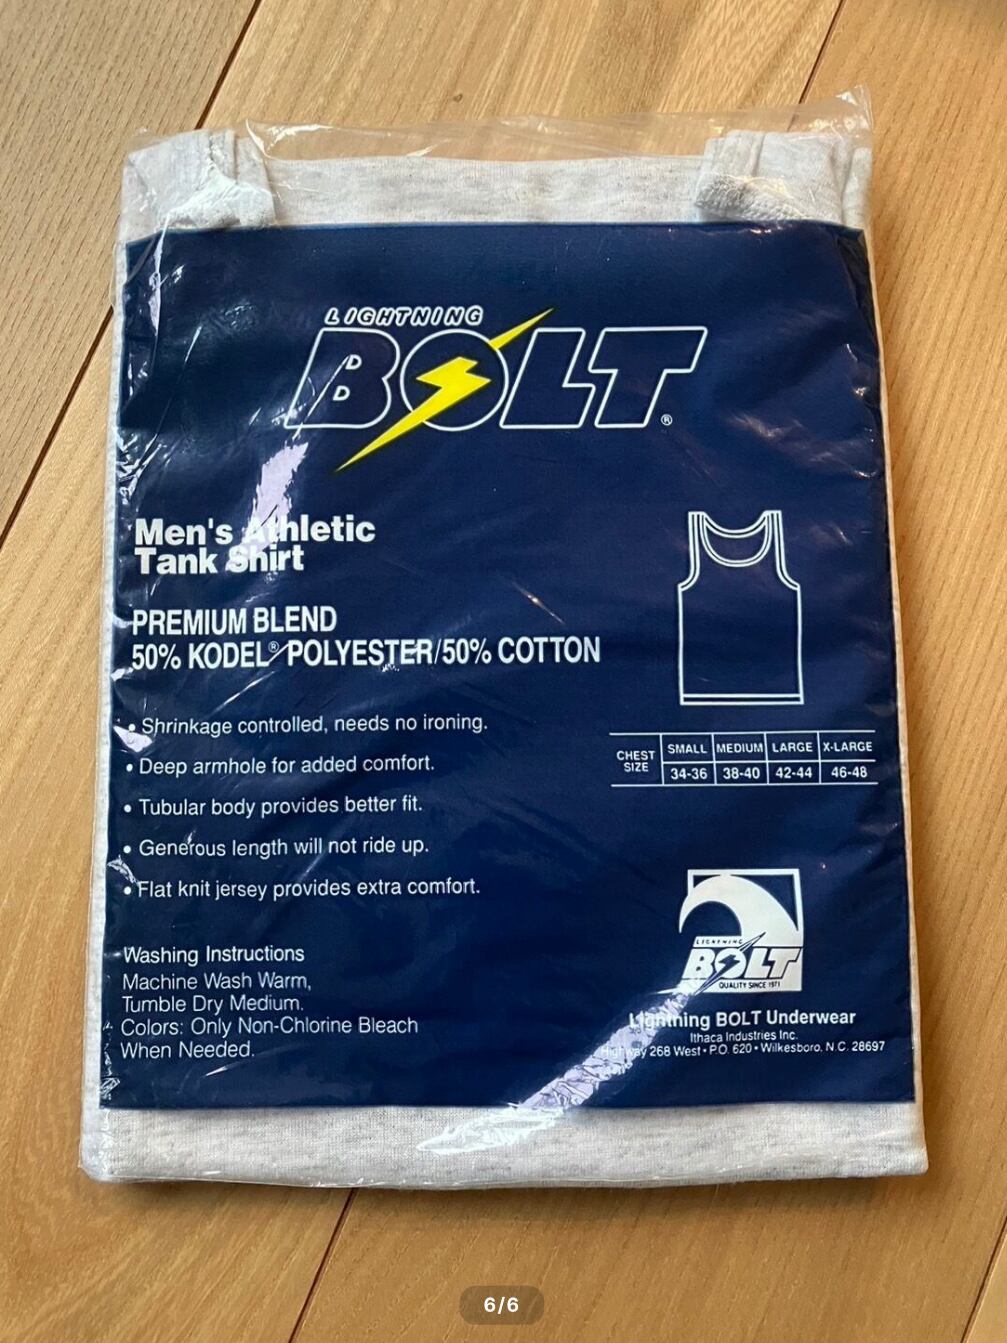 LIGHTNING
BOLT®
Men's Athletic
Tank Shirt
PREMIUM BLEND
50% KODEL® POLYESTER/50% COTTON
• Shrinkage controlled, needs no ironing.
• Deep armhole for added comfort.
• Tubular body provides better fit.
• Generous length will not ride up.
• Flat knit jersey provides extra comfort.
CHEST SIZE SMALL MEDIUM LARGE X-LARGE
34-36 38-40 42-44 46-48
Washing Instructions
Machine Wash Warm,
Tumble Dry Medium.
Colors: Only Non-Chlorine Bleach
When Needed.
LIGHTNING
BOLT
QUALITY SINCE 1971
Lightning BOLT Underwear
Ithaca Industries Inc.
Highway 268 West • P.O. 620 • Wilkesboro, N.C. 28697
6/6